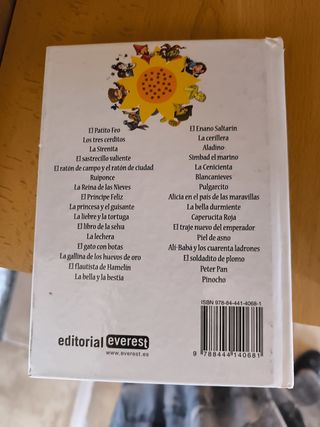 El Patito Feo
Los tres cerditos
La Sirenita
El sastrecillo valiente
El ratón de campo y el ratón de ciudad
Ruiponce
La Reina de las Nieves
El Príncipe Feliz
La princesa y el guisante
La liebre y la tortuga
El libro de la selva
La lechera
El gato con botas
La gallina de los huevos de oro
El flautista de Hamelín
La bella y la bestia
El Enano Saltarín
La cerillera
Aladino
Simbad el marino
La Cenicienta
Blancanieves
Pulgarcito
Alicia en el país de las maravillas
La bella durmiente
Caperucita Roja
El traje nuevo del emperador
Piel de asno
Alí-Babá y los cuarenta ladrones
El soldadito de plomo
Peter Pan
Pinocho
editorial everest
www.everest.es
ISBN 978-84-441-4068-1
9 788444 140681